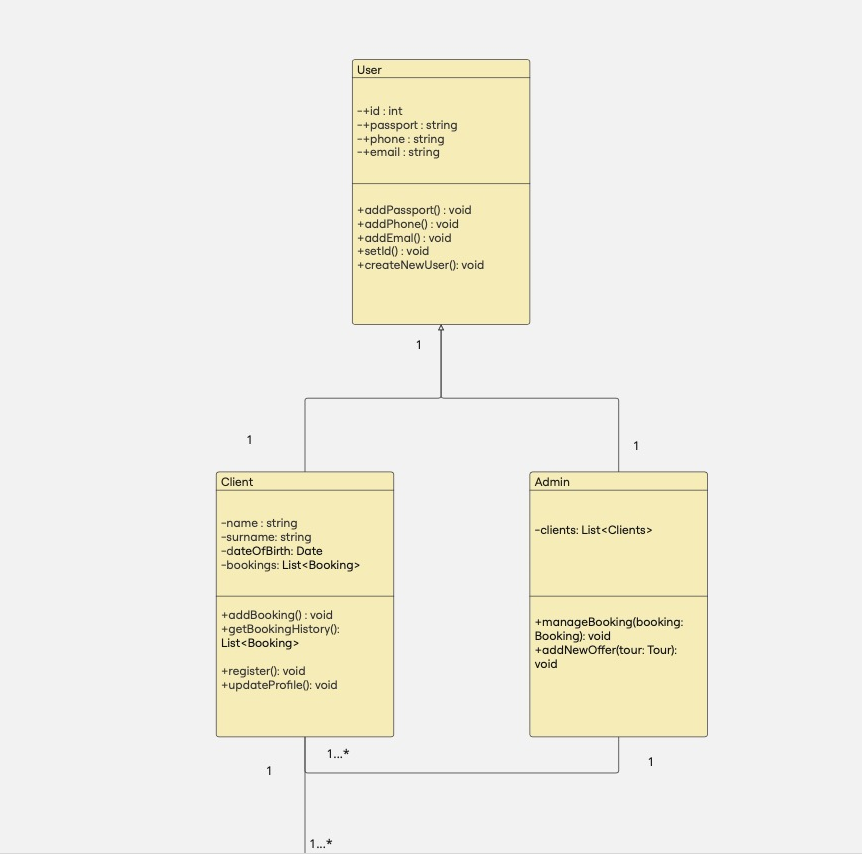 User
-+id : int
-+passport : string
-+phone : string
-+email : string
+addPassport() : void
+addPhone() : void
+addEmal() : void
+setId() : void
+createNewUser(): void
1
1
1
Client
-name : string
-surname: string
-dateOfBirth: Date
-bookings: List<Booking>
+addBooking() : void
+getBookingHistory():
List<Booking>
+register(): void
+updateProfile(): void
Admin
-clients: List<Clients>
+manageBooking(booking:
Booking): void
+addNewOffer(tour: Tour):
void
1...*
1
1
1...*